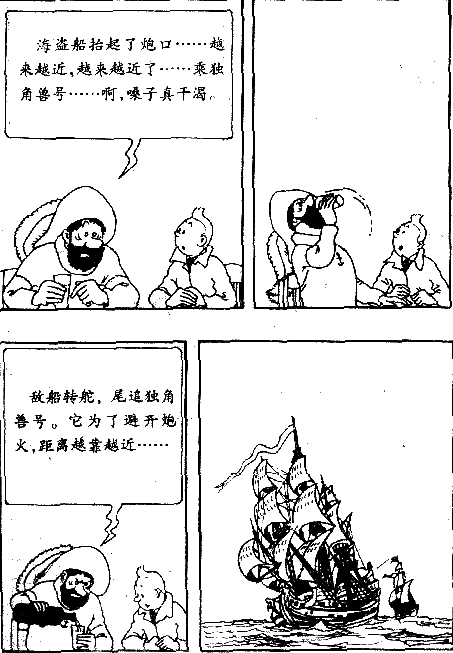 海盗船抬起了炮口……越
来越近，越来越近了……乘独
角兽号……啊，嗓子真干渴。
敌船转舵，尾追独角
兽号。它为了避开炮
火，距离越靠越近……